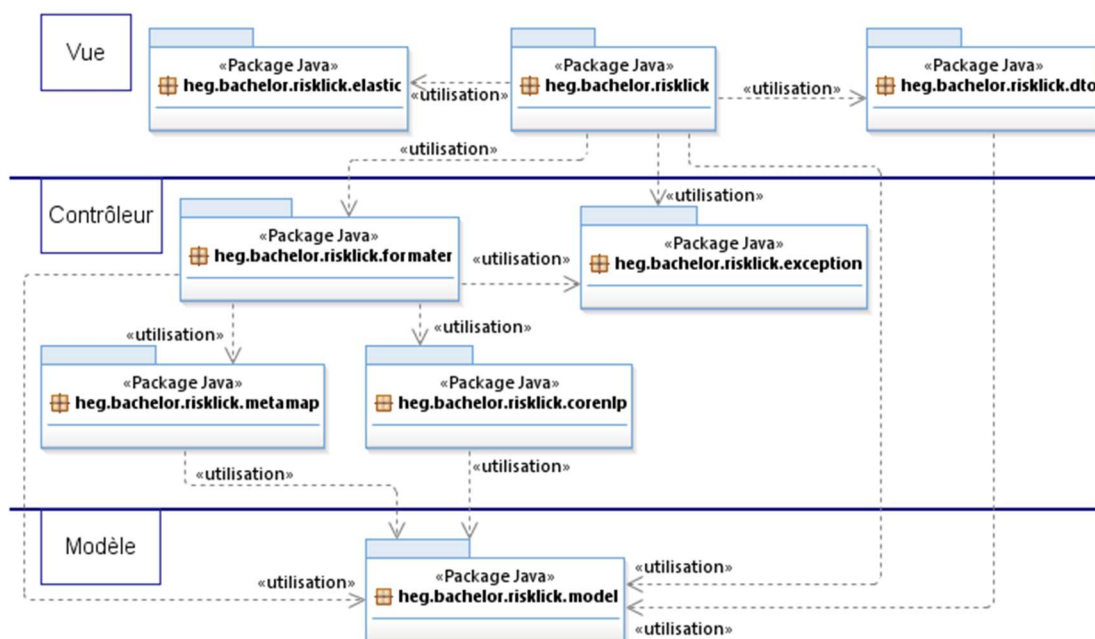 Vue
«Package Java»
heg.bachelor.risklick.elastic
«utilisation»
«Package Java»
heg.bachelor.risklick
«utilisation»
«Package Java»
heg.bachelor.risklick.dto
«utilisation»
Contrôleur
«utilisation»
«Package Java»
heg.bachelor.risklick.formater
«utilisation»
«Package Java»
heg.bachelor.risklick.exception
«utilisation»
«utilisation»
«Package Java»
heg.bachelor.risklick.metamap
«Package Java»
heg.bachelor.risklick.corenlp
«utilisation»
«utilisation»
Modèle
«utilisation»
«Package Java»
heg.bachelor.risklick.model
«utilisation»
«utilisation»